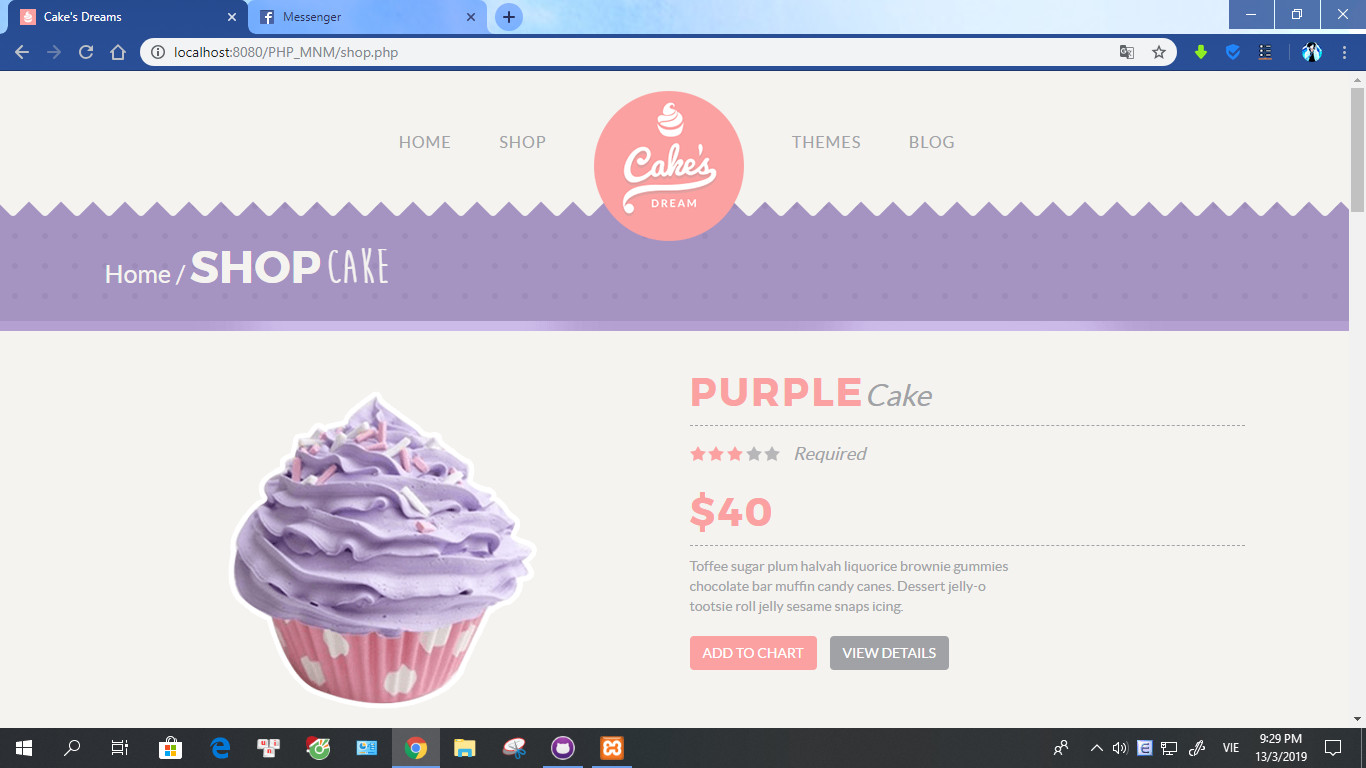 Cake's Dreams
Messenger
localhost:8080/PHP_MNM/shop.php
HOME
SHOP
Cake's
DREAM
THEMES
BLOG
Home / SHOP CAKE
PURPLE Cake
Required
$40
Toffee sugar plum halvah liquorice brownie gummies
chocolate bar muffin candy canes. Dessert jelly-o
tootsie roll jelly sesame snaps icing.
ADD TO CHART
VIEW DETAILS
VIE
9:29 PM
13/3/2019